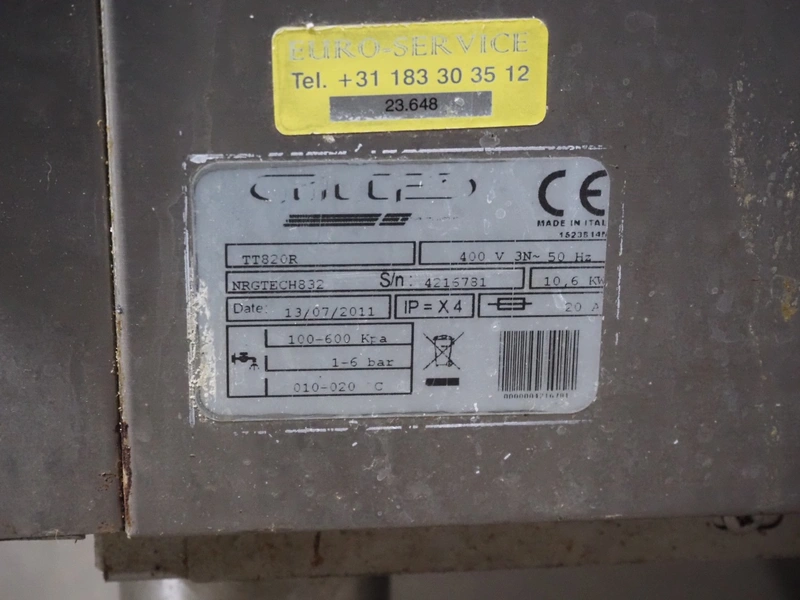 EURO-SERVICE
Tel. +31 183 30 35 12
23.648
CE
MADE IN ITAL
TT820R
400 V 3N~ 50 Hz
NRGTECH832
S/n: 4216781
10,6 KW
Date: 13/07/2011
IP = X4
20 A
100-600 Kpa
1-6 bar
010-020 °C
0000004216781